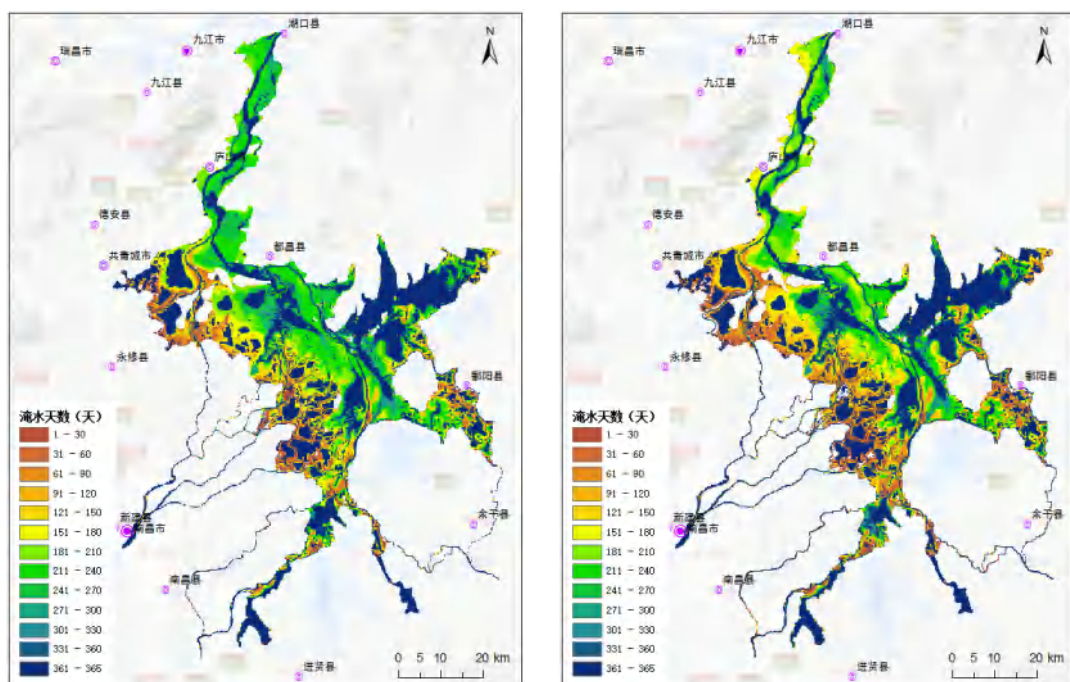 湖口县
九江市
瑞昌市
九江县
庐山
德安县
都昌县
共青城市
永修县
鄱阳县
新建县
南昌市
余干县
南昌县
进贤县
N
淹水天数（天）
1 - 30
31 - 60
61 - 90
91 - 120
121 - 150
151 - 180
181 - 210
211 - 240
241 - 270
271 - 300
301 - 330
331 - 360
361 - 365
0 5 10 20 km
湖口县
九江市
瑞昌市
九江县
庐山
德安县
都昌县
共青城市
永修县
鄱阳县
新建县
南昌市
余干县
南昌县
进贤县
N
淹水天数（天）
1 - 30
31 - 60
61 - 90
91 - 120
121 - 150
151 - 180
181 - 210
211 - 240
241 - 270
271 - 300
301 - 330
331 - 360
361 - 365
0 5 10 20 km